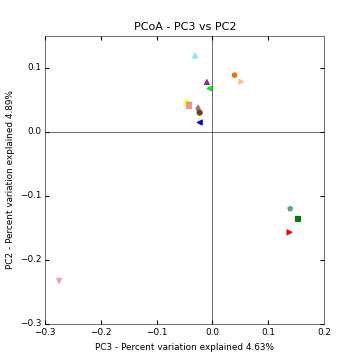 PCoA - PC3 vs PC2
PC2 - Percent variation explained 4.89%
0.1
0.0
−0.1
−0.2
−0.3
−0.3 −0.2 −0.1 0.0 0.1 0.2
PC3 - Percent variation explained 4.63%